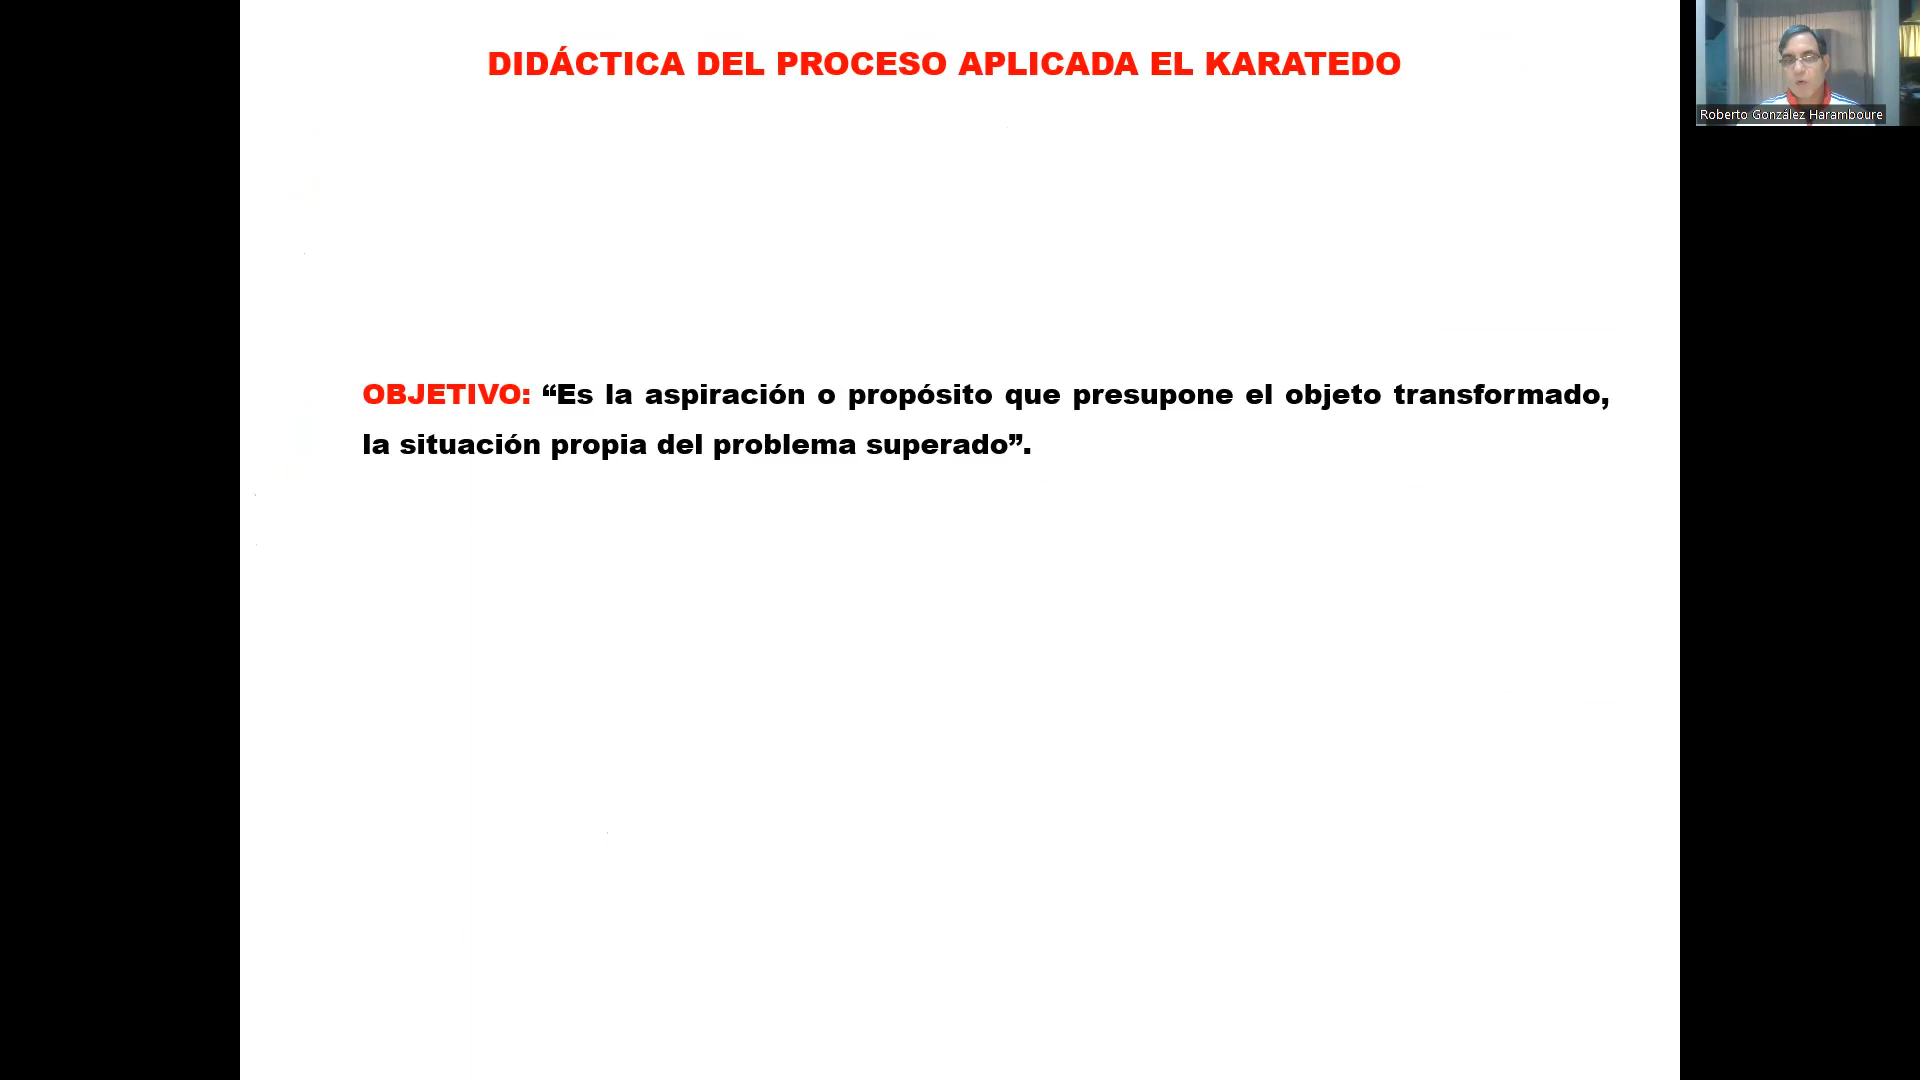 DIDÁCTICA DEL PROCESO APLICADA EL KARATEDO
Roberto González Haramboure
OBJETIVO: “Es la aspiración o propósito que presupone el objeto transformado,
la situación propia del problema superado”.